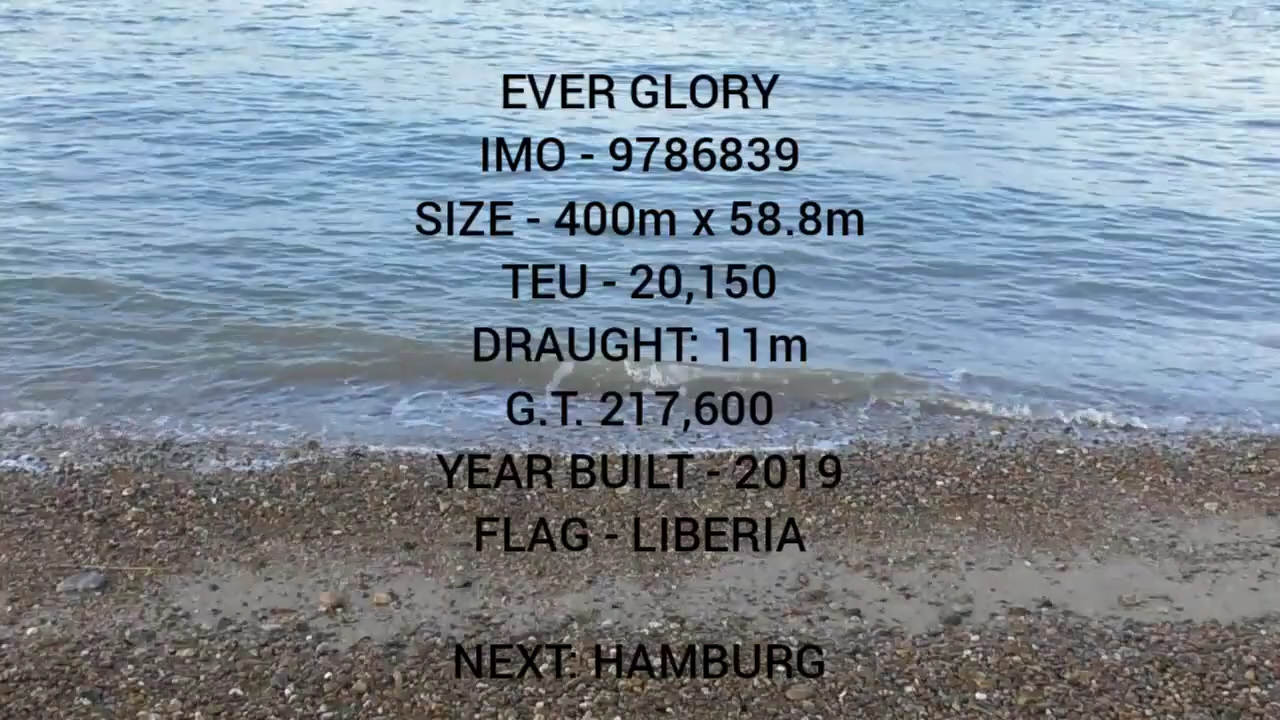 EVER GLORY
IMO - 9786839
SIZE - 400m x 58.8m
TEU - 20,150
DRAUGHT: 11m
G.T. 217,600
YEAR BUILT - 2019
FLAG - LIBERIA
NEXT: HAMBURG